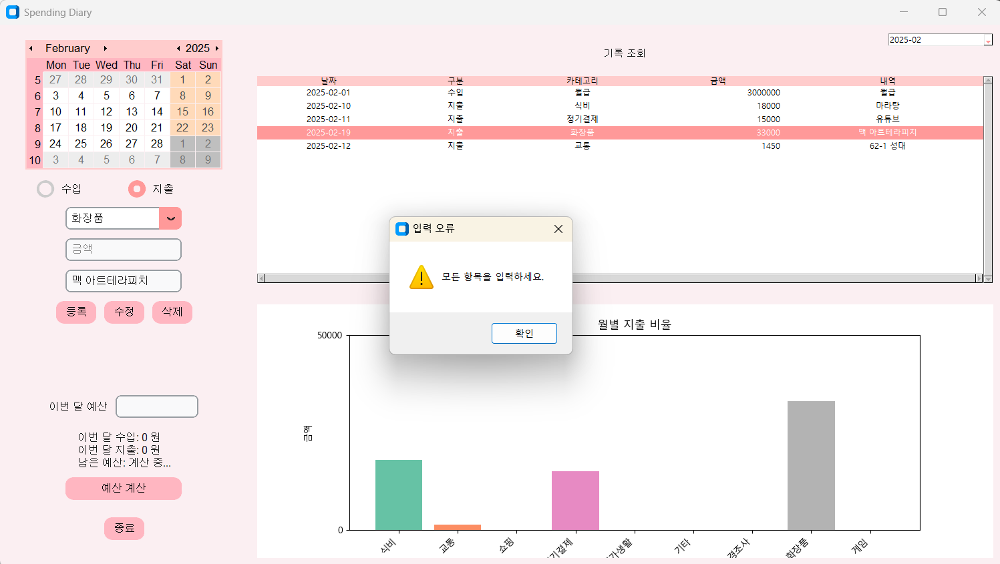 Spending Diary
February 2025
Mon Tue Wed Thu Fri Sat Sun
5 27 28 29 30 31 1 2
6 3 4 5 6 7 8 9
7 10 11 12 13 14 15 16
8 17 18 19 20 21 22 23
9 24 25 26 27 28 1 2
10 3 4 5 6 7 8 9
수입 지출
화장품
금액
맥 아트테라피치
등록 수정 삭제
이번 달 예산
이번 달 수입: 0 원
이번 달 지출: 0 원
남은 예산: 계산 중...
예산 계산
종료
2025-02
기록 조회
날짜 구분 카테고리 금액 내역
2025-02-01 수입 월급 3000000 월급
2025-02-10 지출 식비 18000 마라탕
2025-02-11 지출 정기결제 15000 유튜브
2025-02-19 지출 화장품 33000 맥 아트테라피치
2025-02-12 지출 교통 1450 62-1 성대
입력 오류
모든 항목을 입력하세요.
확인
월별 지출 비율
50000
금액
0
식비 교통 쇼핑 기결제 가생활 기타 경조사 화장품 게임